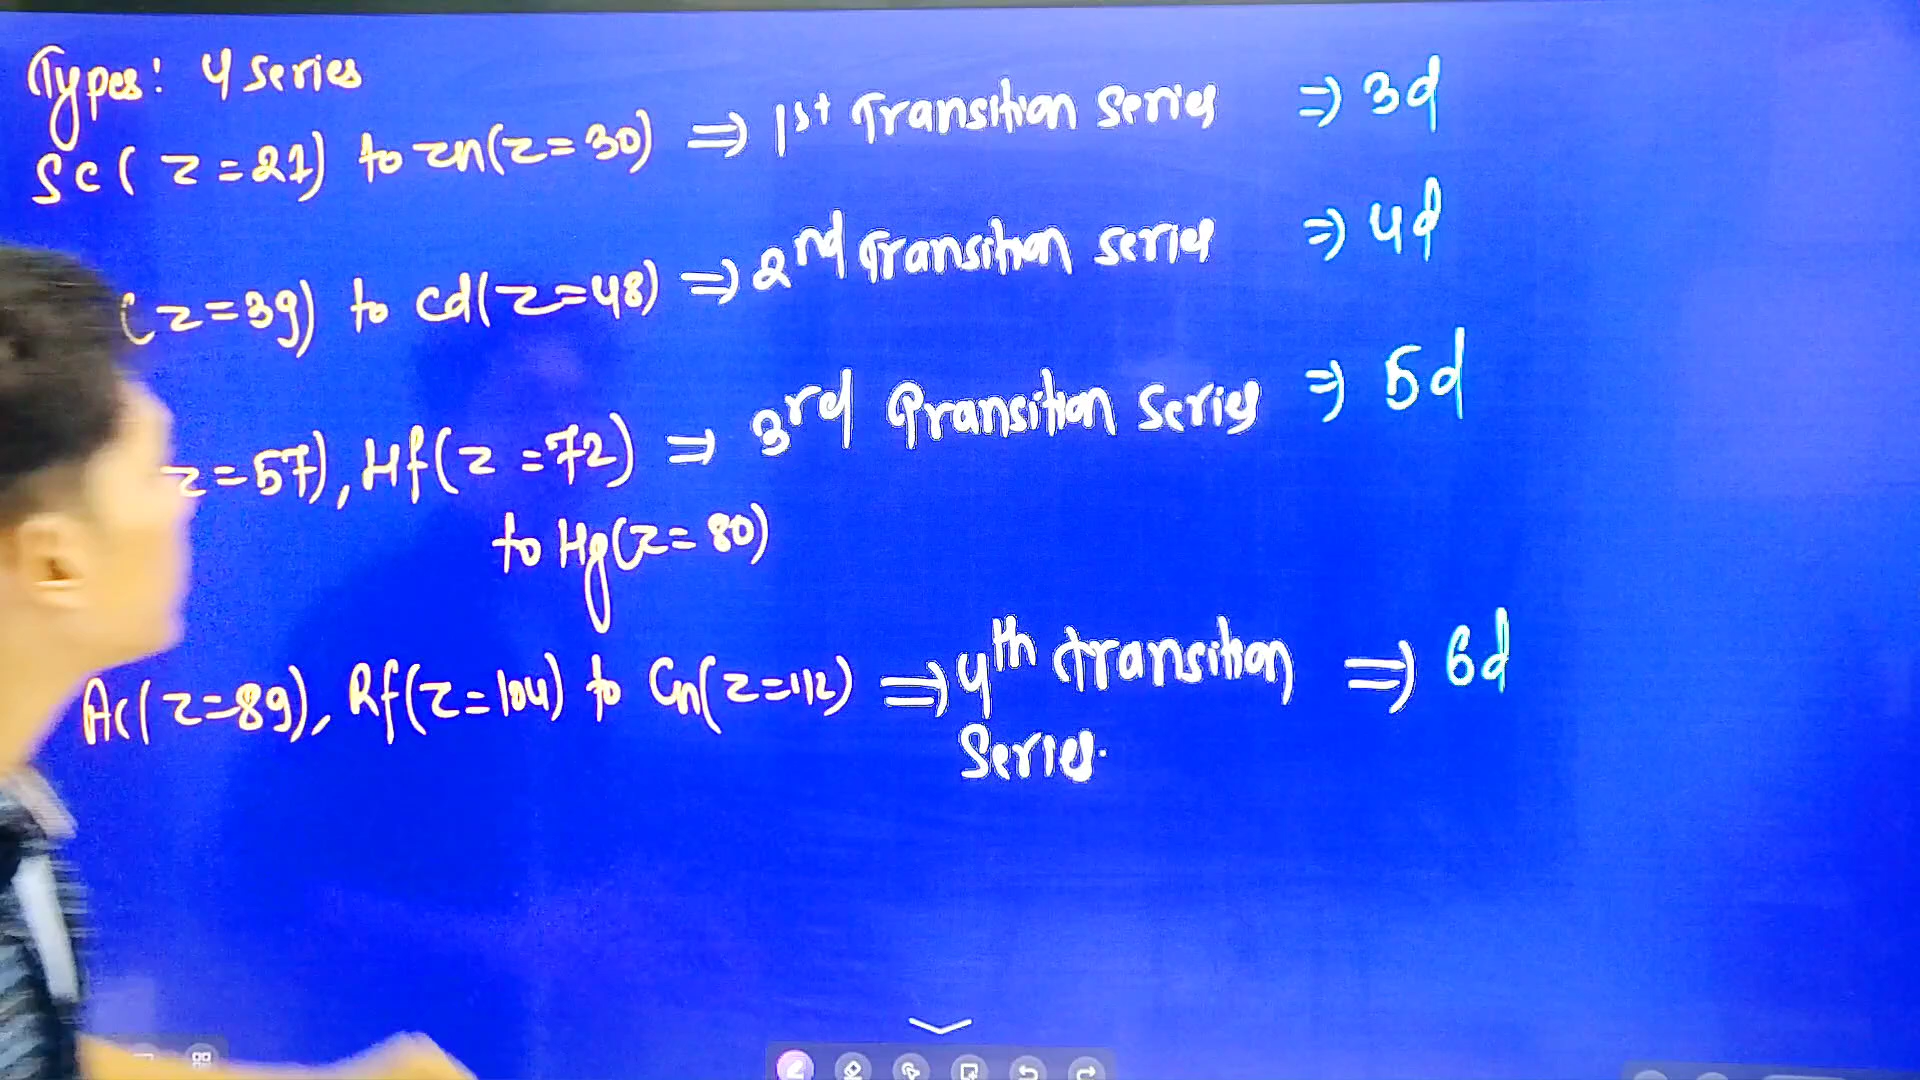 Types: 4 series
Sc(z=21) to zn(z=30) ⇒ 1st Transition series ⇒ 3d
(z=39) to cd(z=48) ⇒ 2nd Transition series ⇒ 4d
z=57), Hf(z=72) ⇒ 3rd Transition series ⇒ 5d
to Hg(z=80)
Ac(z=89), Rf(z=104) to Cn(z=112) ⇒ 4th transition ⇒ 6d
Series.